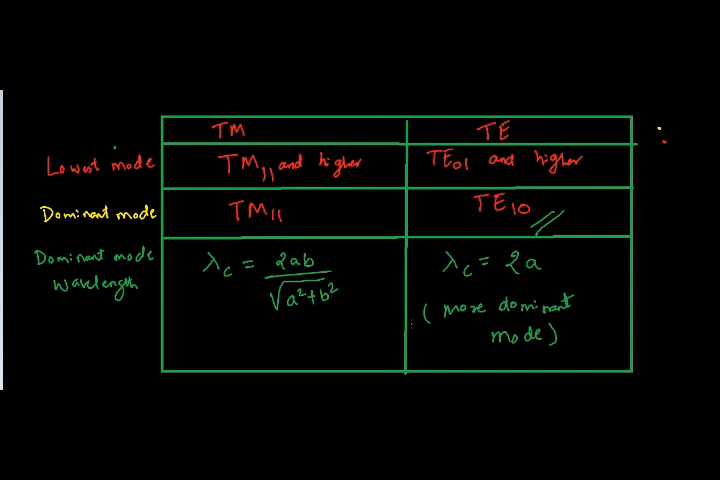 TM TE
Lowest mode TM₁₁ and higher TE₀₁ and higher
Dominant mode TM₁₁ TE₁₀
Dominant mode wavelength λc = 2ab / √(a²+b²) λc = 2a
(more dominant
mode)